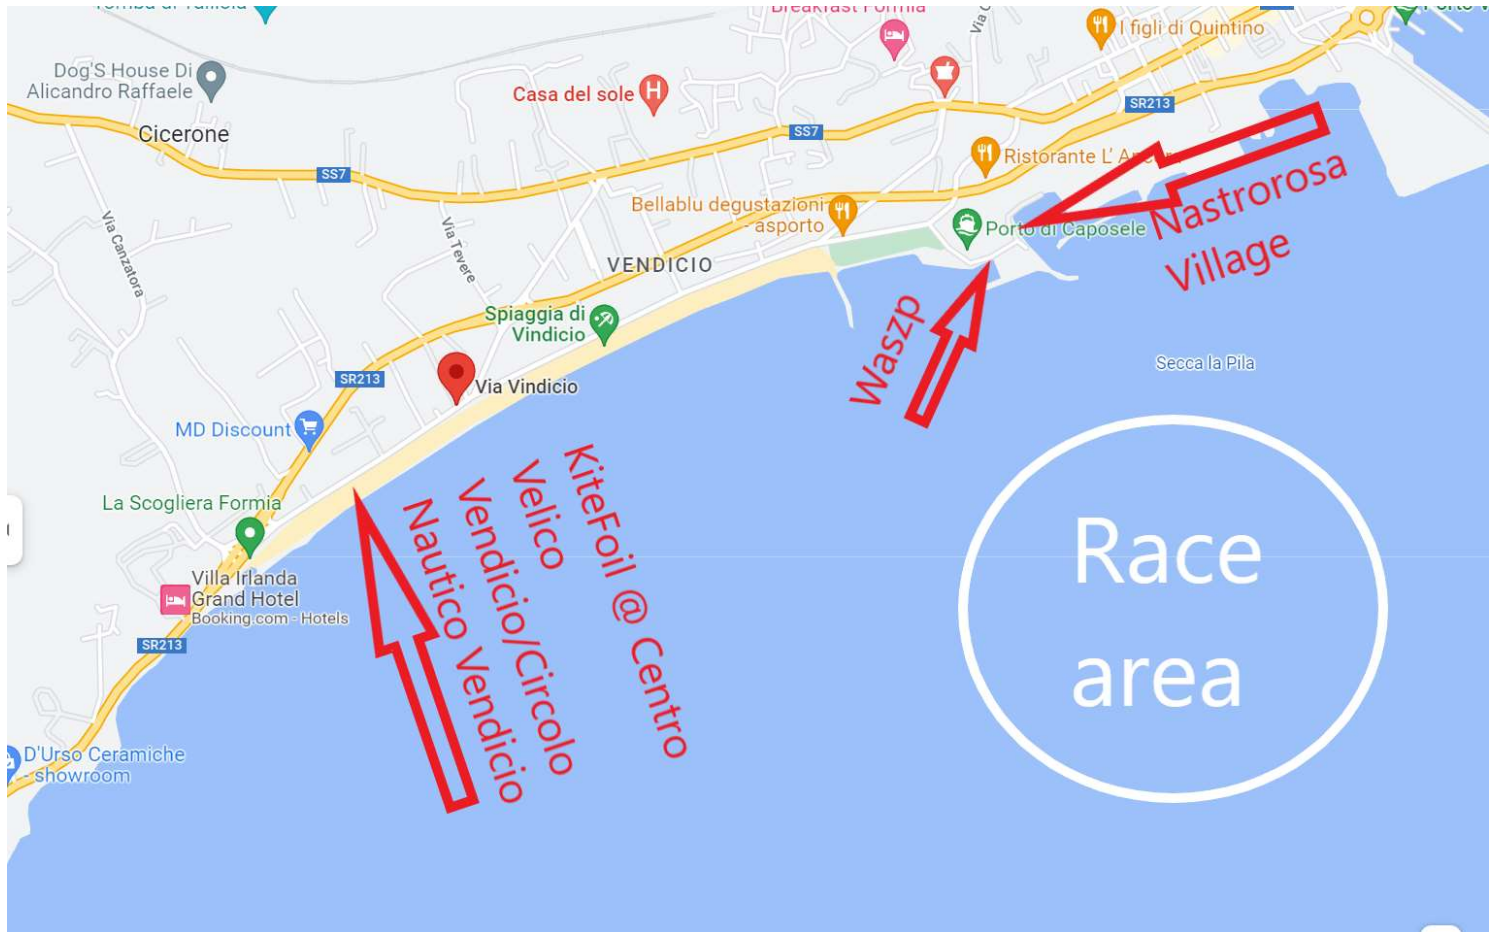 Breakfast Formia
I figli di Quintino
Dog'S House Di
Alicandro Raffaele
Casa del sole
H
SR213
Cicerone
SS7
SS7
Ristorante L'
Via Canzatora
Via Tevere
Bellablu degustazioni
- asporto
Porto di Caposele
Nastrorosa
Village
VENDICIO
Spiaggia di
Vindicio
Waszp
Secca la Pila
SR213
Via Vindicio
MD Discount
KiteFoil @ Centro
Velico
Vendicio/Circolo
Nautico Vendicio
La Scogliera Formia
Race
area
Villa Irlanda
Grand Hotel
Booking.com - Hotels
SR213
D'Urso Ceramiche
- showroom